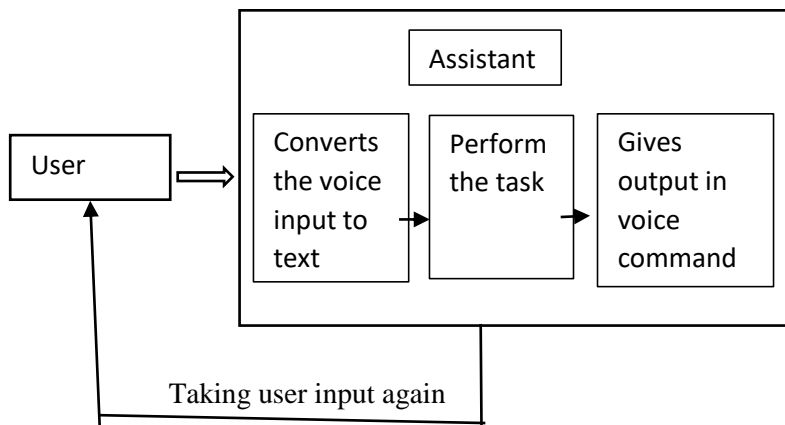 Assistant
User
Converts
the voice
input to
text
Perform
the task
Gives
output in
voice
command
Taking user input again